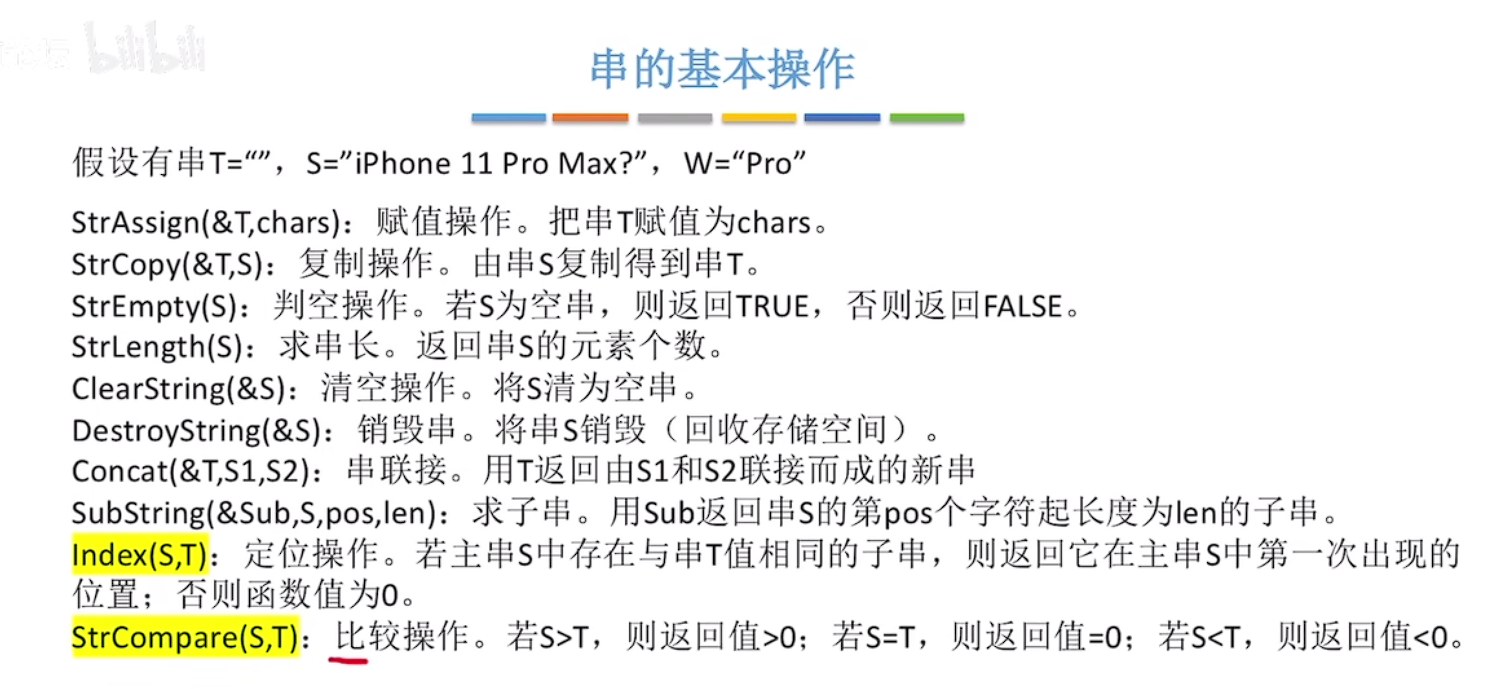 bilibili
串的基本操作
假设有串T=“”，S=”iPhone 11 Pro Max?”，W=“Pro”
StrAssign(&T,chars)：赋值操作。把串T赋值为chars。
StrCopy(&T,S)：复制操作。由串S复制得到串T。
StrEmpty(S)：判空操作。若S为空串，则返回TRUE，否则返回FALSE。
StrLength(S)：求串长。返回串S的元素个数。
ClearString(&S)：清空操作。将S清为空串。
DestroyString(&S)：销毁串。将串S销毁（回收存储空间）。
Concat(&T,S1,S2)：串联接。用T返回由S1和S2联接而成的新串
SubString(&Sub,S,pos,len)：求子串。用Sub返回串S的第pos个字符起长度为len的子串。
Index(S,T)：定位操作。若主串S中存在与串T值相同的子串，则返回它在主串S中第一次出现的
位置；否则函数值为0。
StrCompare(S,T)：比较操作。若S>T，则返回值>0；若S=T，则返回值=0；若S<T，则返回值<0。